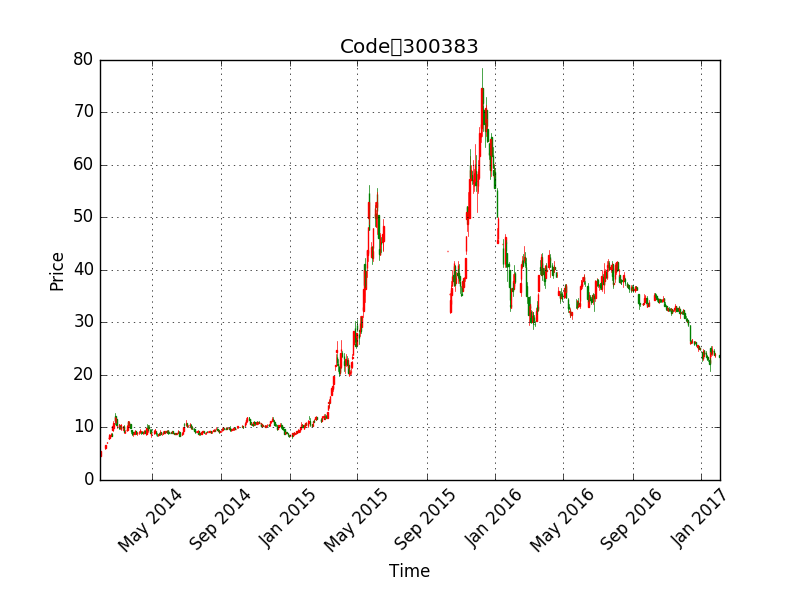 Code▯300383
80
70
60
50
40
30
20
10
0
Price
May 2014
Sep 2014
Jan 2015
May 2015
Sep 2015
Jan 2016
May 2016
Sep 2016
Jan 2017
Time